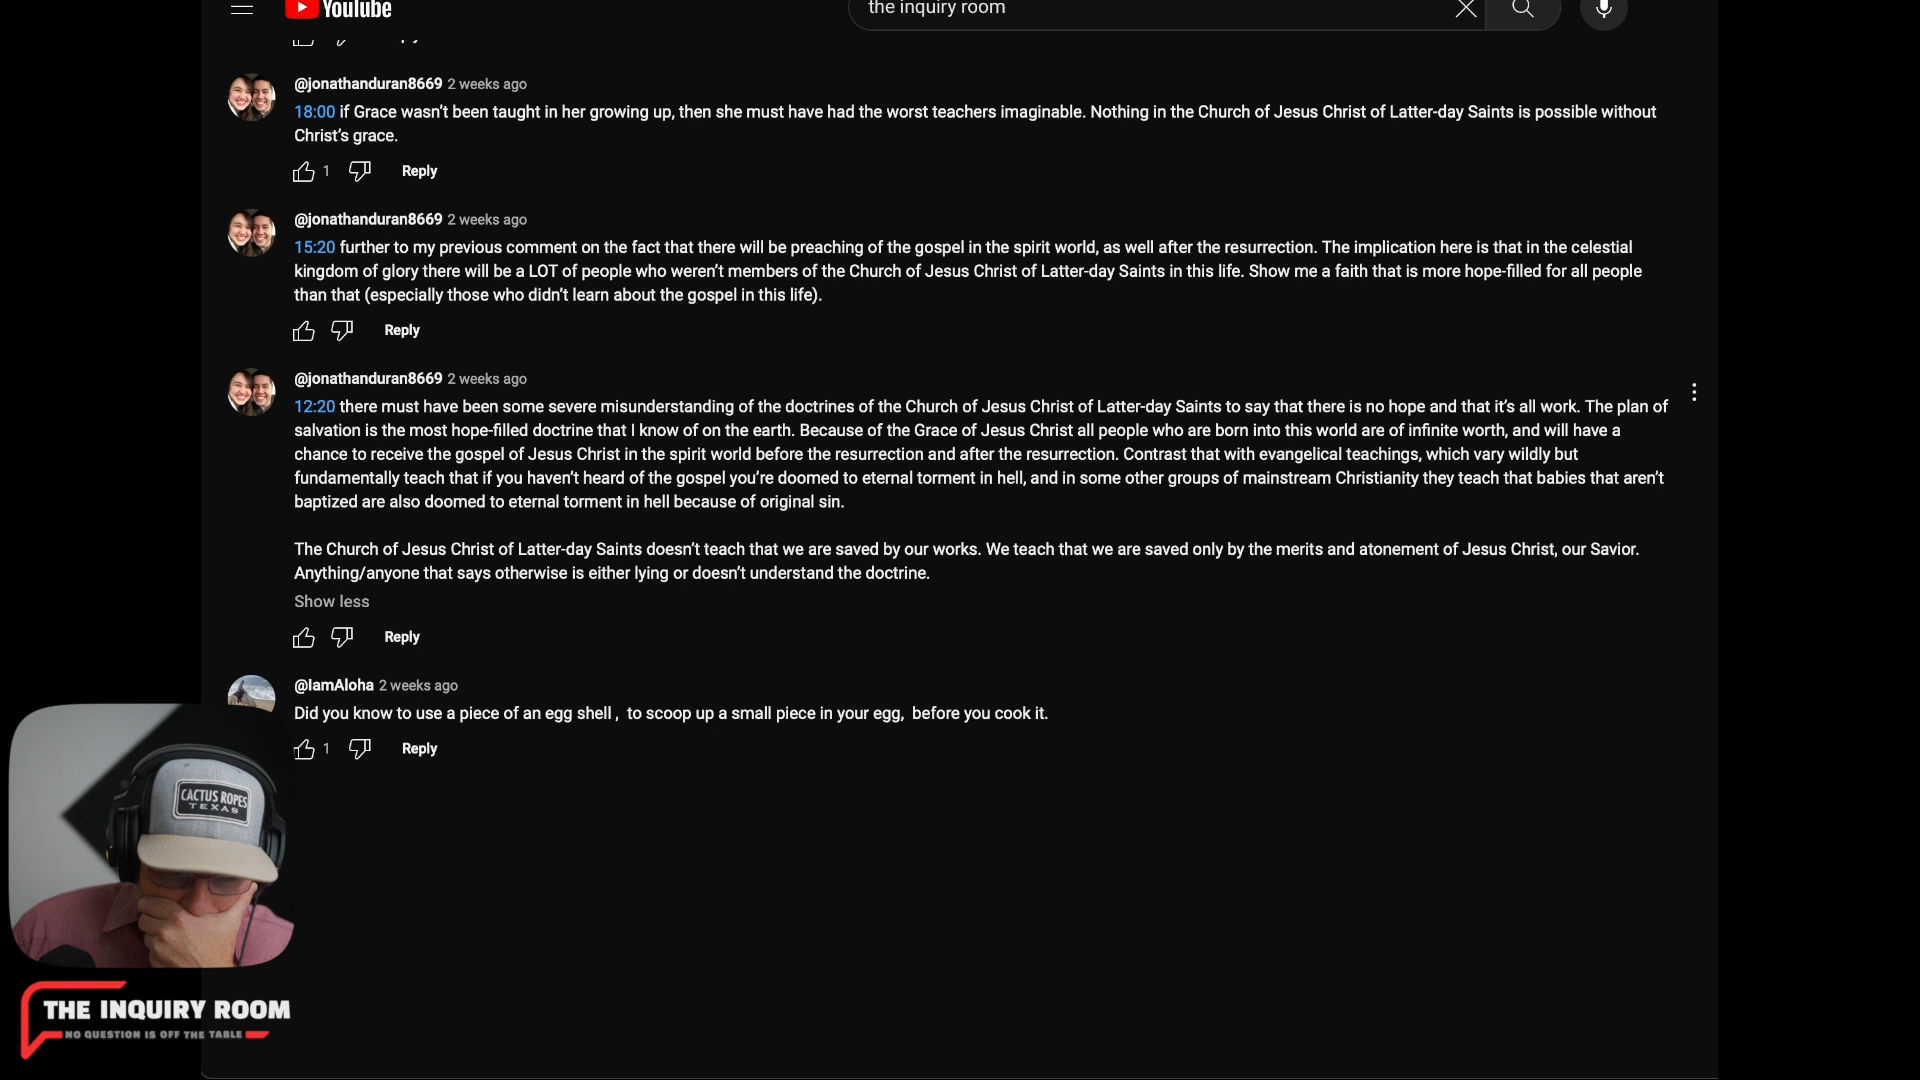 YouTube
the inquiry room
@jonathanduran8669 2 weeks ago
18:00 if Grace wasn't been taught in her growing up, then she must have had the worst teachers imaginable. Nothing in the Church of Jesus Christ of Latter-day Saints is possible without
Christ's grace.
1 Reply
@jonathanduran8669 2 weeks ago
15:20 further to my previous comment on the fact that there will be preaching of the gospel in the spirit world, as well after the resurrection. The implication here is that in the celestial
kingdom of glory there will be a LOT of people who weren't members of the Church of Jesus Christ of Latter-day Saints in this life. Show me a faith that is more hope-filled for all people
than that (especially those who didn't learn about the gospel in this life).
Reply
@jonathanduran8669 2 weeks ago
12:20 there must have been some severe misunderstanding of the doctrines of the Church of Jesus Christ of Latter-day Saints to say that there is no hope and that it's all work. The plan of
salvation is the most hope-filled doctrine that I know of on the earth. Because of the Grace of Jesus Christ all people who are born into this world are of infinite worth, and will have a
chance to receive the gospel of Jesus Christ in the spirit world before the resurrection and after the resurrection. Contrast that with evangelical teachings, which vary wildly but
fundamentally teach that if you haven't heard of the gospel you're doomed to eternal torment in hell, and in some other groups of mainstream Christianity they teach that babies that aren't
baptized are also doomed to eternal torment in hell because of original sin.
The Church of Jesus Christ of Latter-day Saints doesn't teach that we are saved by our works. We teach that we are saved only by the merits and atonement of Jesus Christ, our Savior.
Anything/anyone that says otherwise is either lying or doesn't understand the doctrine.
Show less
Reply
@IamAloha 2 weeks ago
Did you know to use a piece of an egg shell , to scoop up a small piece in your egg, before you cook it.
1 Reply
CACTUS ROPES
TEXAS
THE INQUIRY ROOM
NO QUESTION IS OFF THE TABLE